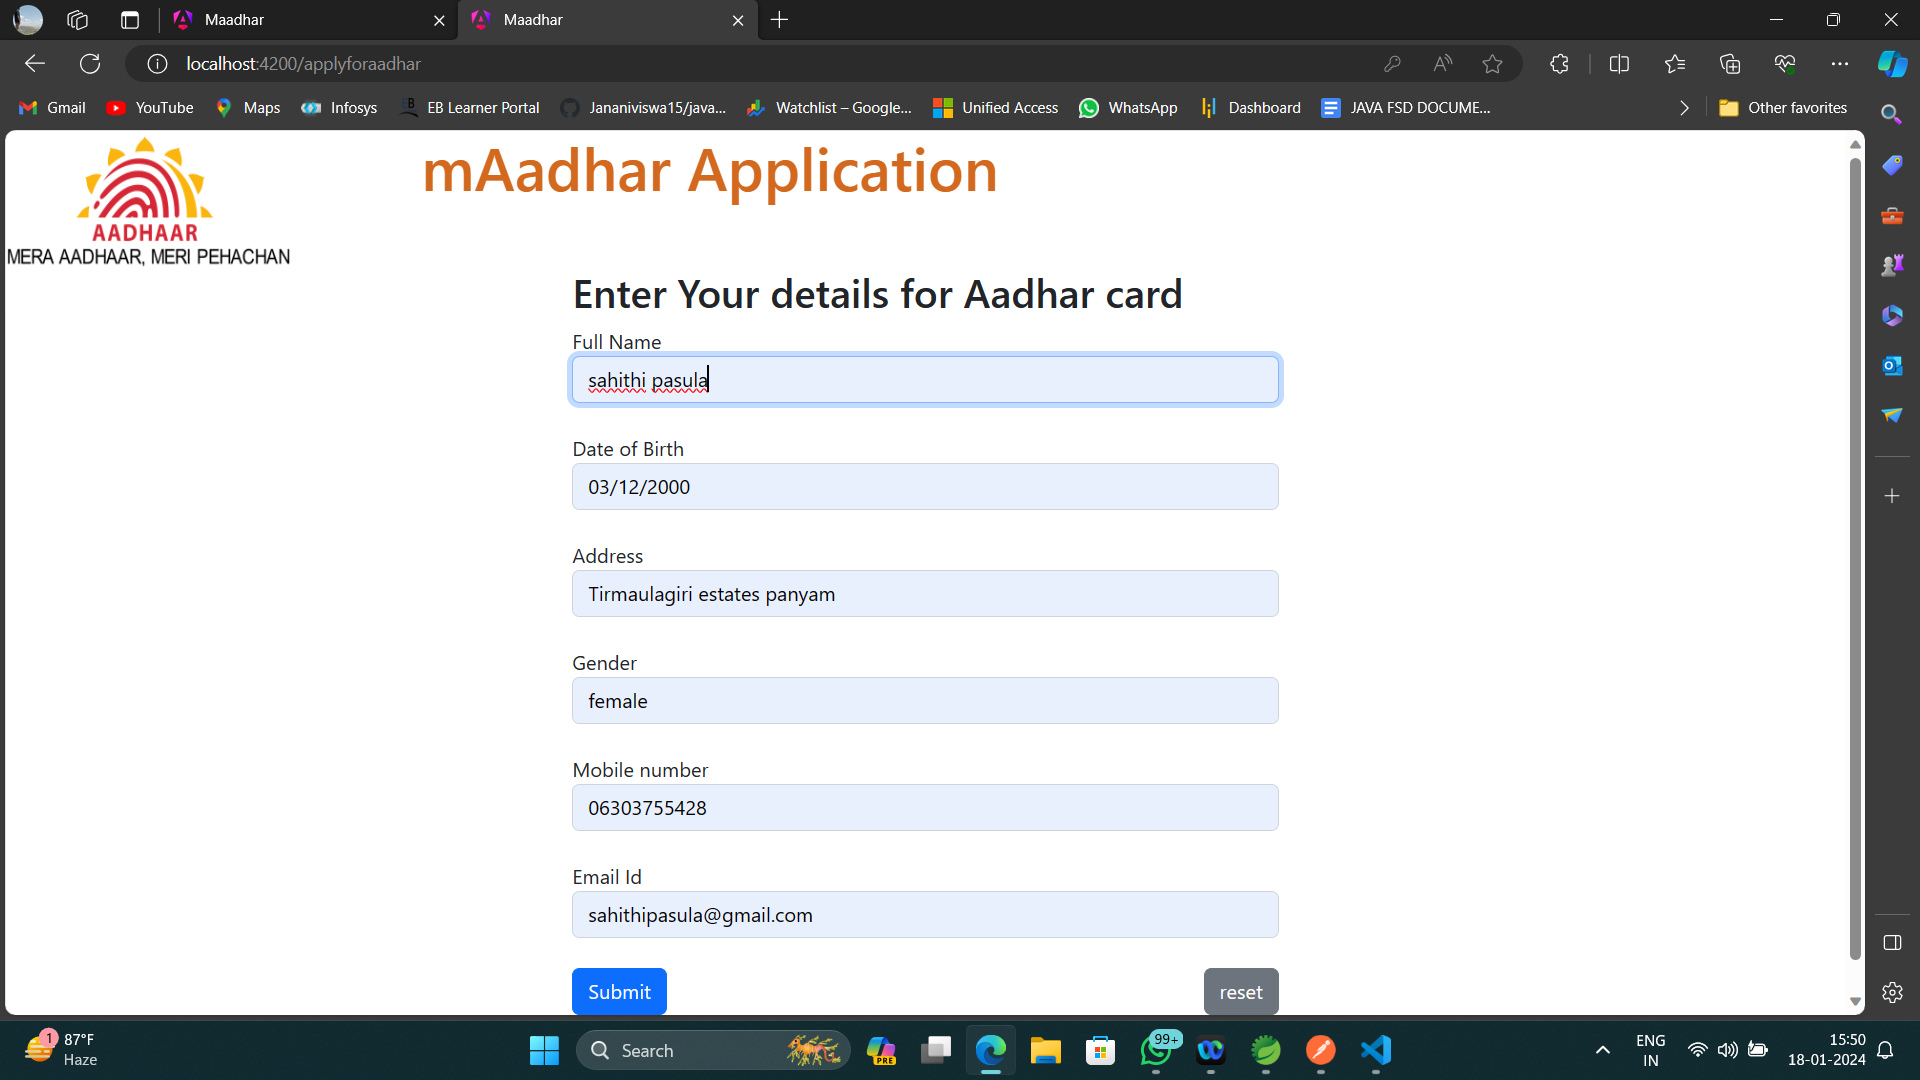 Maadhar
Maadhar
localhost:4200/applyforaadhar
Gmail
YouTube
Maps
Infosys
EB Learner Portal
Jananiviswa15/java...
Watchlist – Google...
Unified Access
WhatsApp
Dashboard
JAVA FSD DOCUME...
Other favorites
AADHAAR
MERA AADHAAR, MERI PEHACHAN
mAadhar Application
Enter Your details for Aadhar card
Full Name
sahithi pasula
Date of Birth
03/12/2000
Address
Tirmaulagiri estates panyam
Gender
female
Mobile number
06303755428
Email Id
sahithipasula@gmail.com
Submit
reset
1
87°F
Haze
Search
PRE
99+
ENG
IN
15:50
18-01-2024